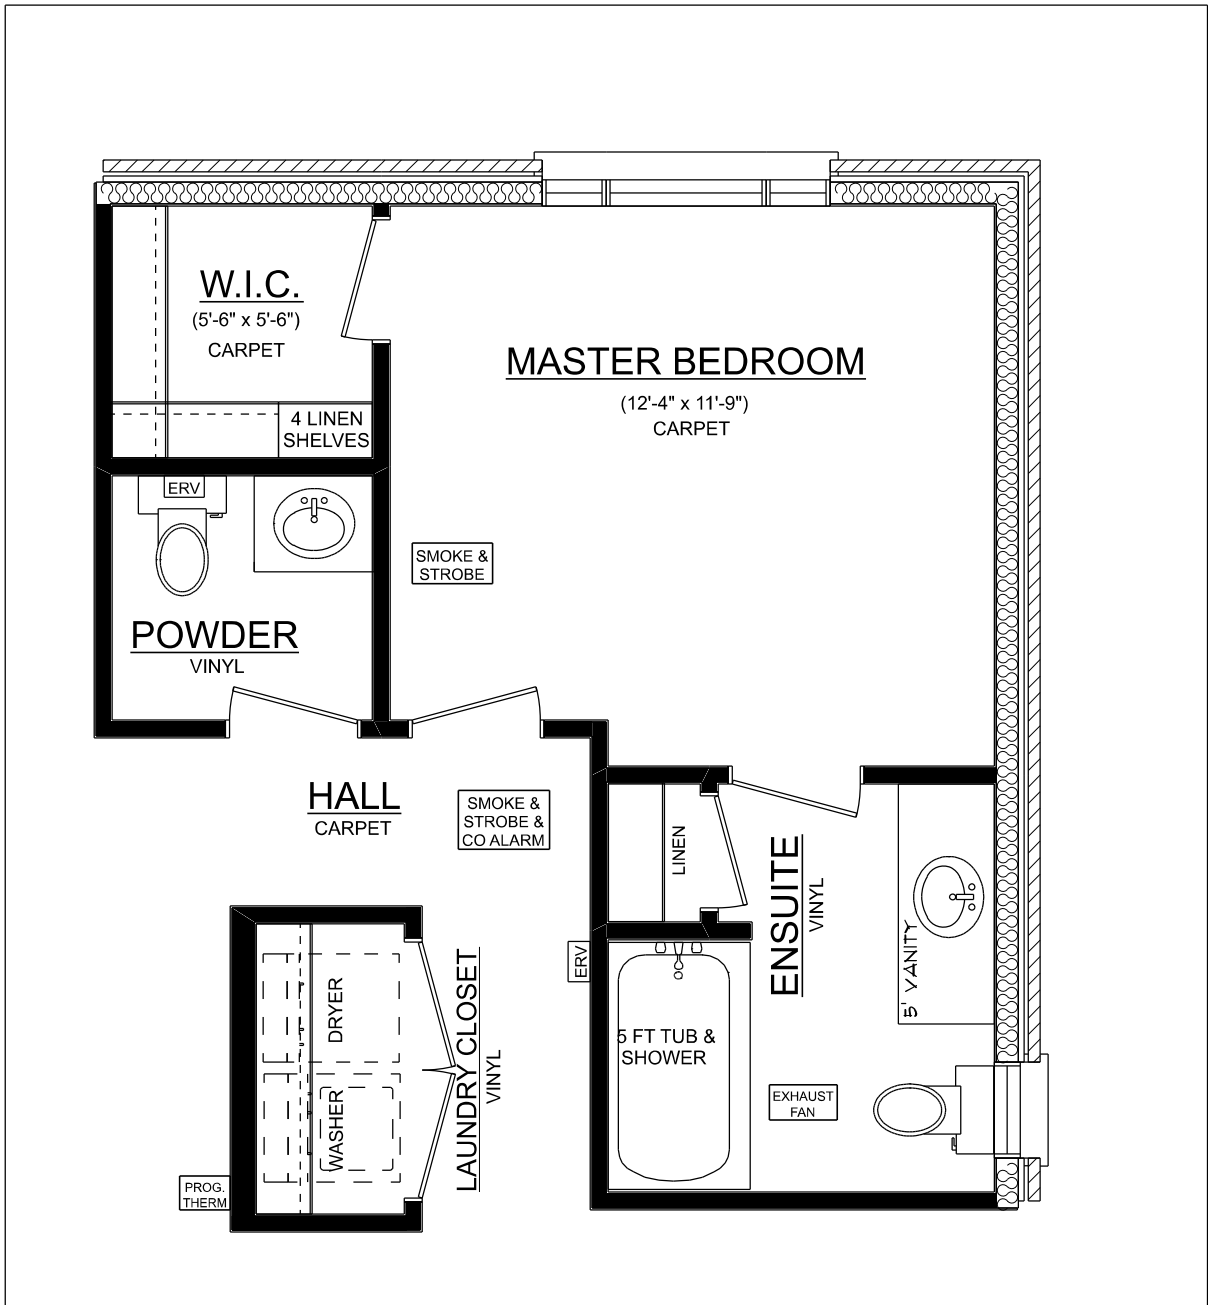 W.I.C.
(5'-6" x 5'-6")
CARPET
4 LINEN
SHELVES
MASTER BEDROOM
(12'-4" x 11'-9")
CARPET
ERV
SMOKE &
STROBE
POWDER
VINYL
HALL
CARPET
SMOKE &
STROBE &
CO ALARM
LINEN
ENSUITE
VINYL
5' VANITY
ERV
5 FT TUB &
SHOWER
EXHAUST
FAN
DRYER
WASHER
LAUNDRY CLOSET
VINYL
PROG.
THERM